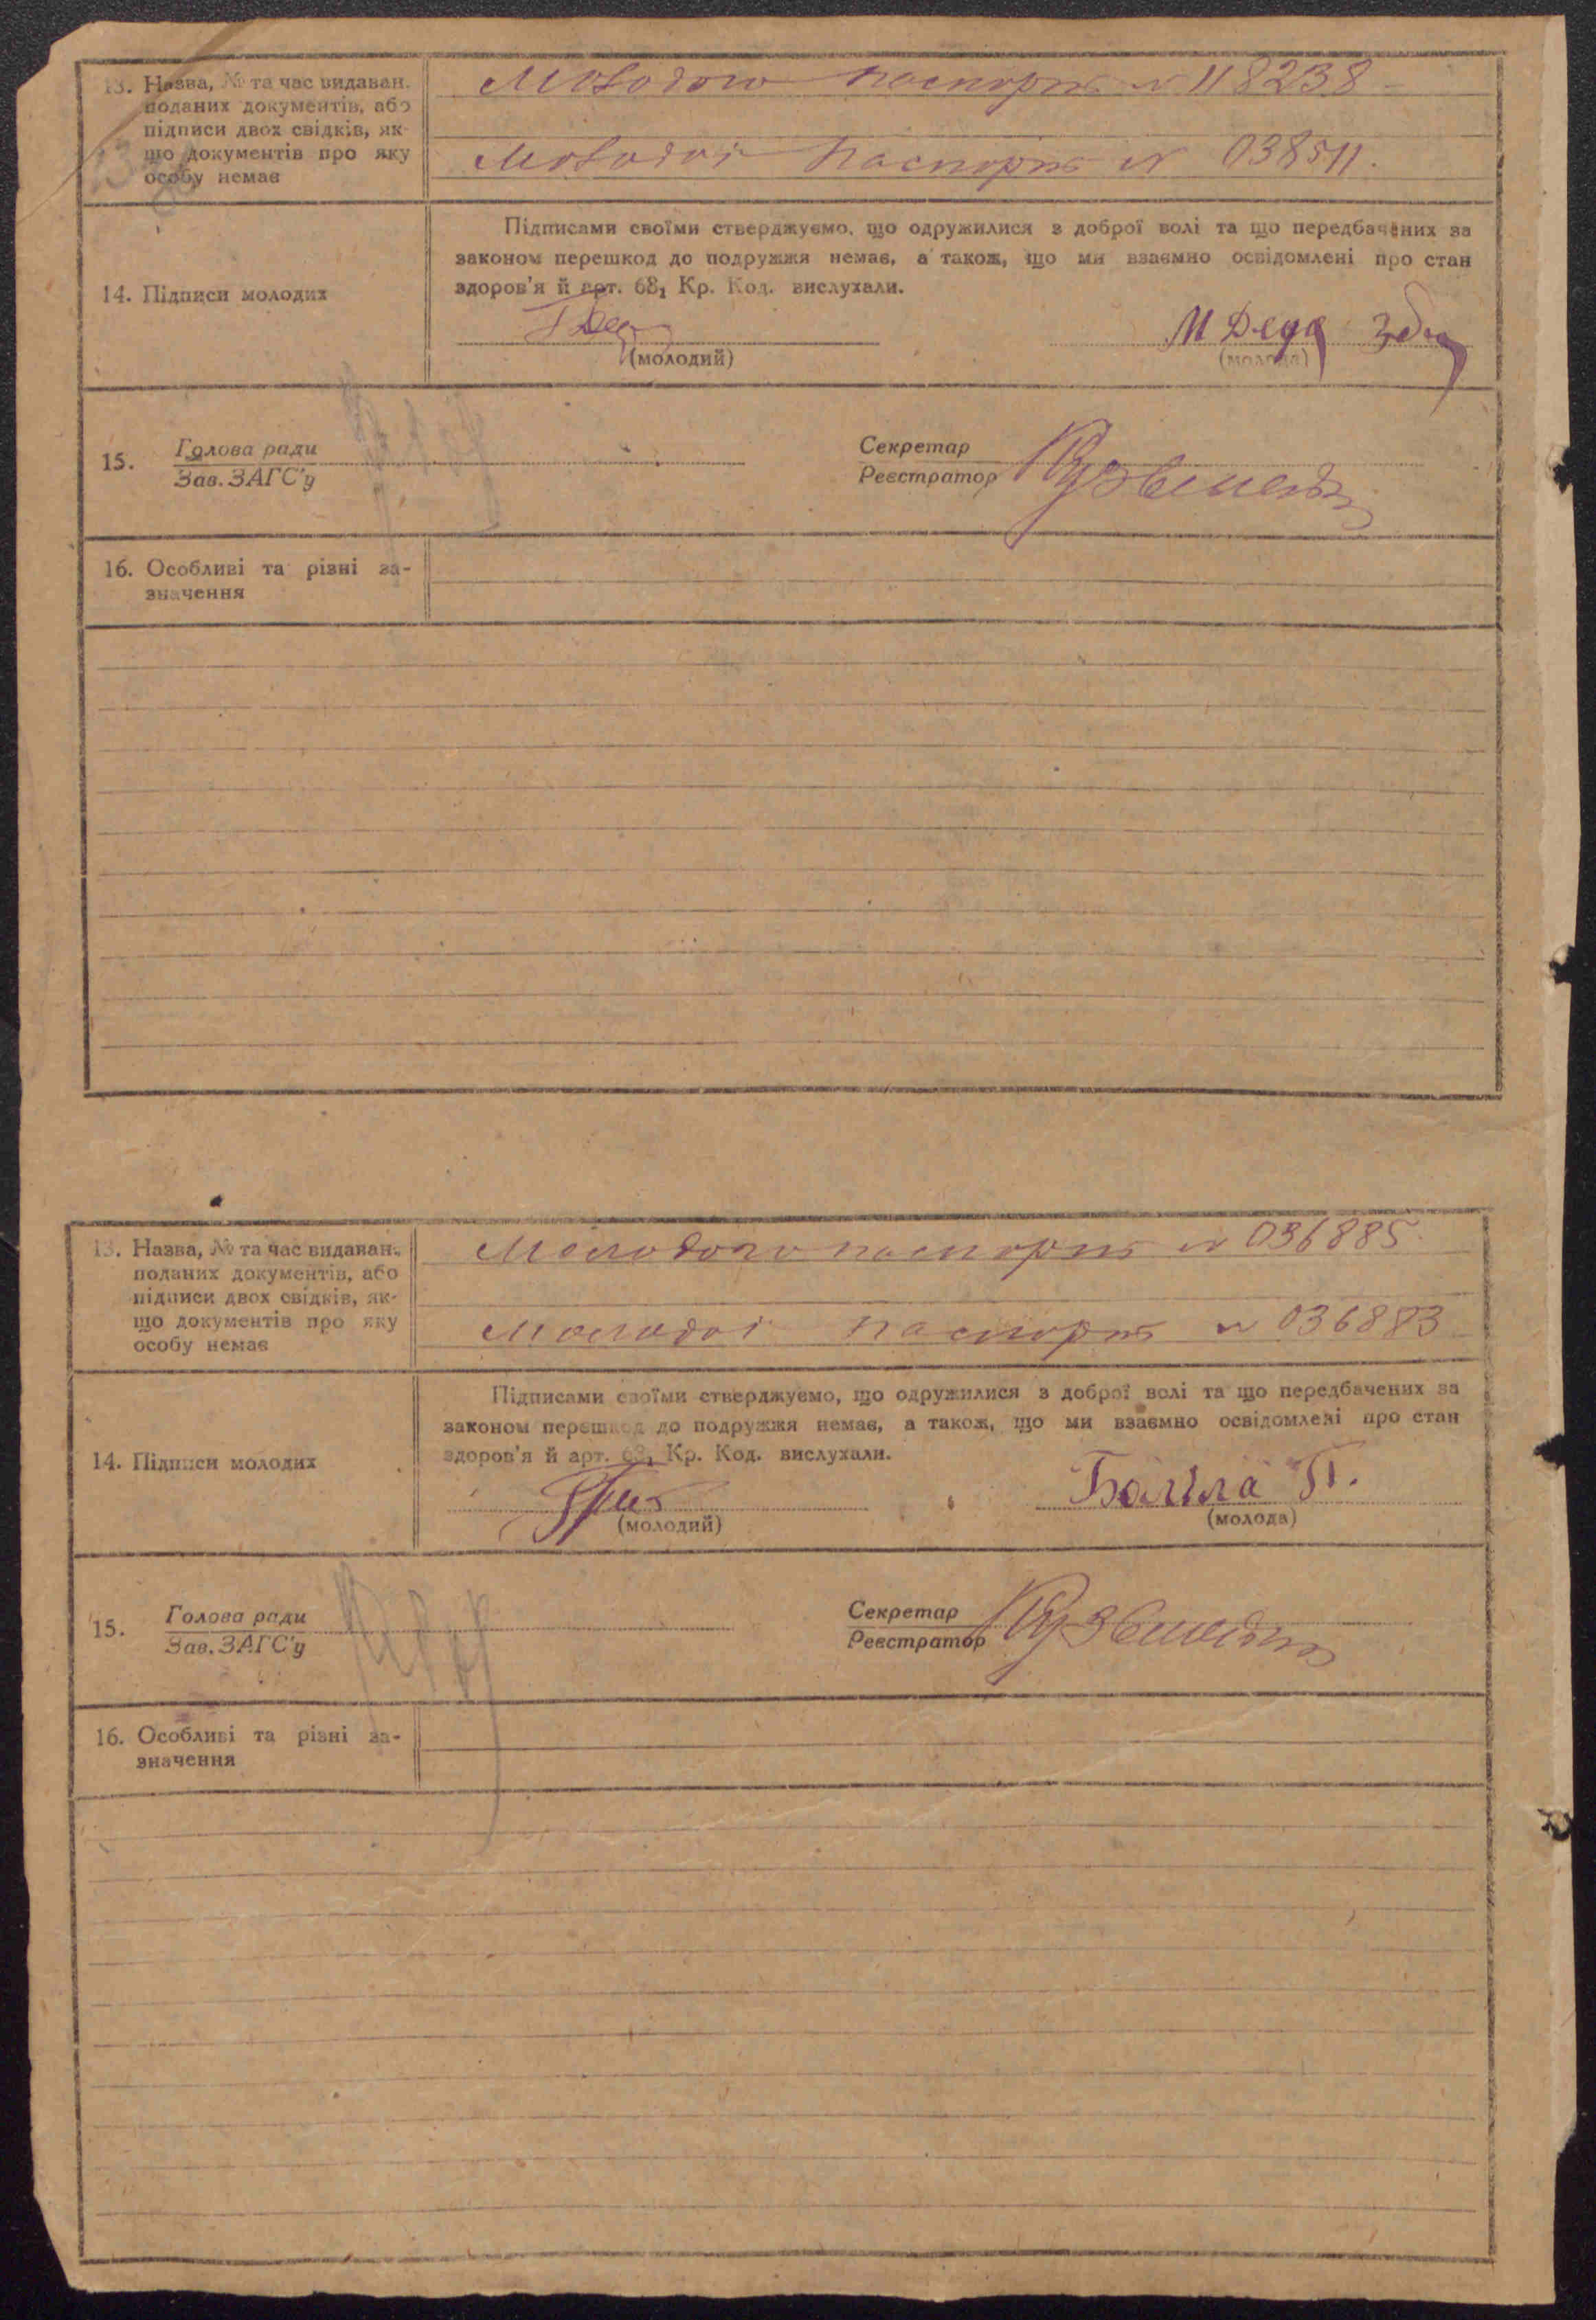 13. Назва, № та час видаван.
поданих документів, або
підписи двох свідків, як-
що документів про яку
особу немає
Молодого паспорт № 118238
Молодої паспорт № 038511.
14. Підписи молодих
Підписами своїми стверджуємо, що одружилися з доброї волі та що передбачених за
законом перешкод до подружжя немає, а також, що ми взаємно освідомлені про стан
здоров'я й арт. 68₁ Кр. Код. вислухали.
М Деда
(молодий)
(молода)
15. Голова ради
Зав. ЗАГС'у
Секретар
Реєстратор
16. Особливі та різні за-
значення
13. Назва, № та час видаван.
поданих документів, або
підписи двох свідків, як-
що документів про яку
особу немає
Молодого паспорт № 036885
Молодої паспорт № 036883
14. Підписи молодих
Підписами своїми стверджуємо, що одружилися з доброї волі та що передбачених за
законом перешкод до подружжя немає, а також, що ми взаємно освідомлені про стан
здоров'я й арт. 68₁ Кр. Код. вислухали.
П.
(молодий)
(молода)
15. Голова ради
Зав. ЗАГС'у
Секретар
Реєстратор
16. Особливі та різні за-
значення